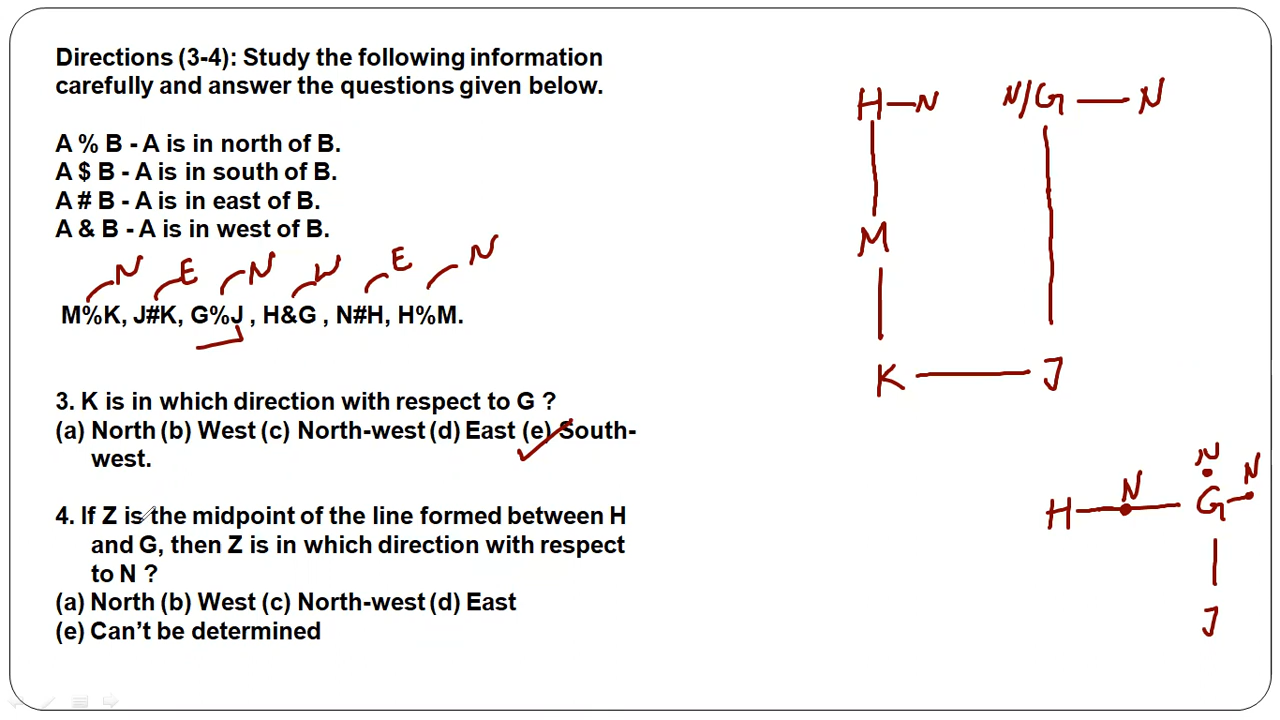 Directions (3-4): Study the following information
carefully and answer the questions given below.
A % B - A is in north of B.
A $ B - A is in south of B.
A # B - A is in east of B.
A & B - A is in west of B.
N E N W E N
M%K, J#K, G%J , H&G , N#H, H%M.
3. K is in which direction with respect to G ?
(a) North (b) West (c) North-west (d) East (e) South-
west.
4. If Z is the midpoint of the line formed between H
and G, then Z is in which direction with respect
to N ?
(a) North (b) West (c) North-west (d) East
(e) Can't be determined
H N N/G N
M
K J
N
N N
H G
J